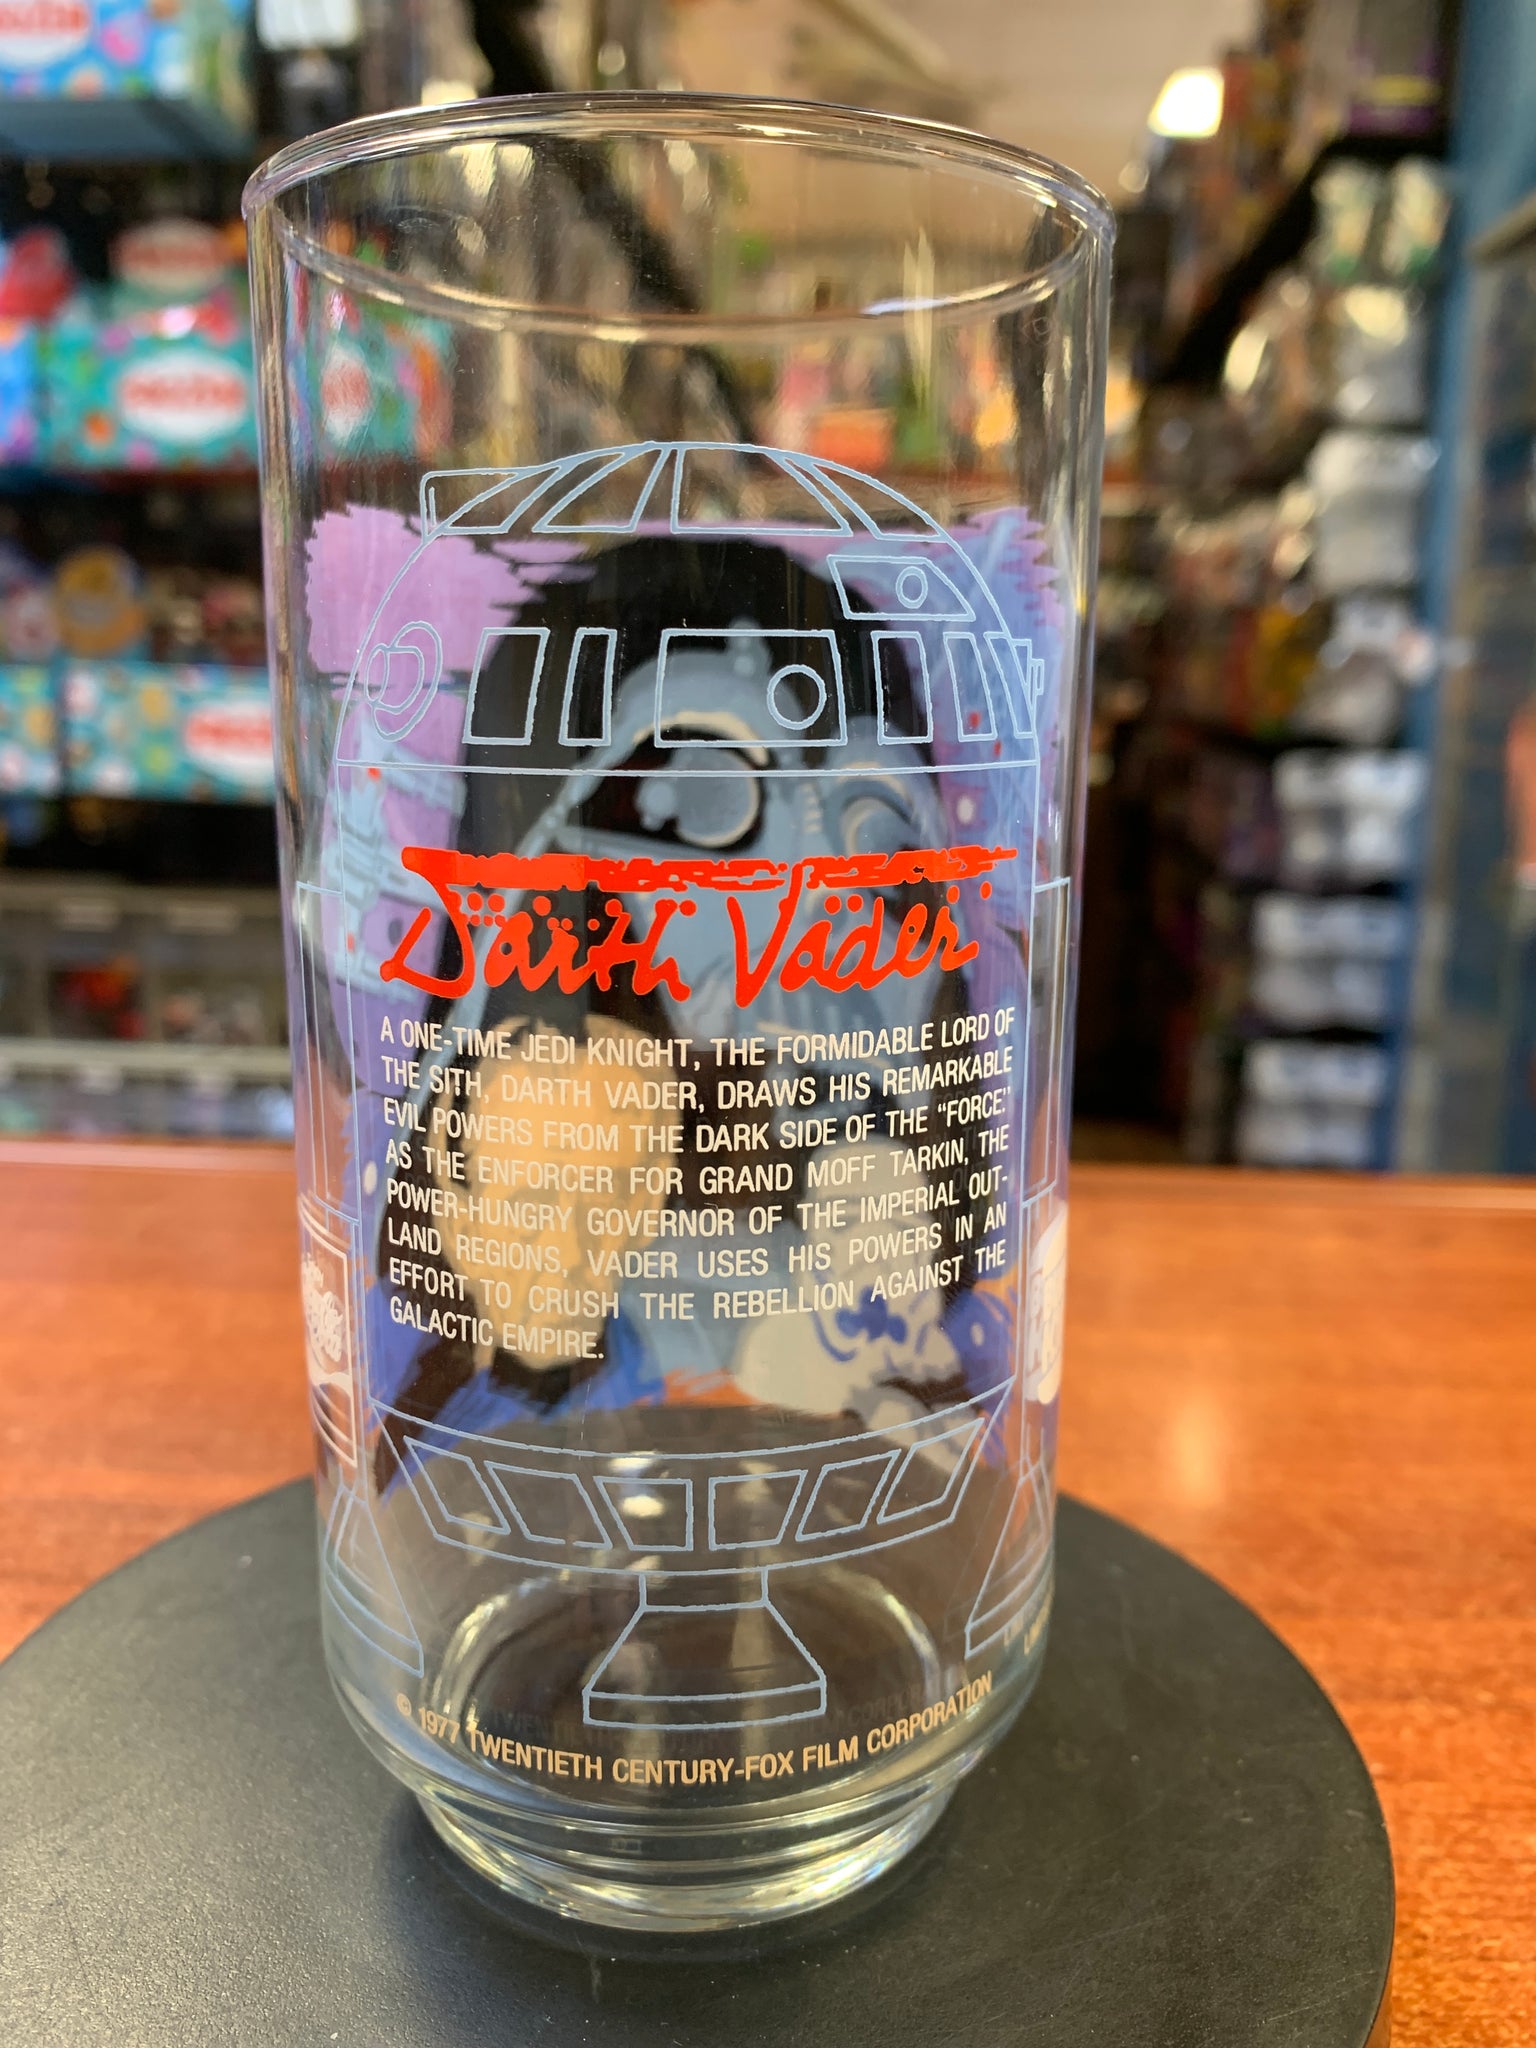 Darth Vader
A ONE-TIME JEDI KNIGHT, THE FORMIDABLE LORD OF
THE SITH, DARTH VADER, DRAWS HIS REMARKABLE
EVIL POWERS FROM THE DARK SIDE OF THE "FORCE."
AS THE ENFORCER FOR GRAND MOFF TARKIN, THE
POWER-HUNGRY GOVERNOR OF THE IMPERIAL OUT-
LAND REGIONS, VADER USES HIS POWERS IN AN
EFFORT TO CRUSH THE REBELLION AGAINST THE
GALACTIC EMPIRE.
© 1977 TWENTIETH CENTURY-FOX FILM CORPORATION